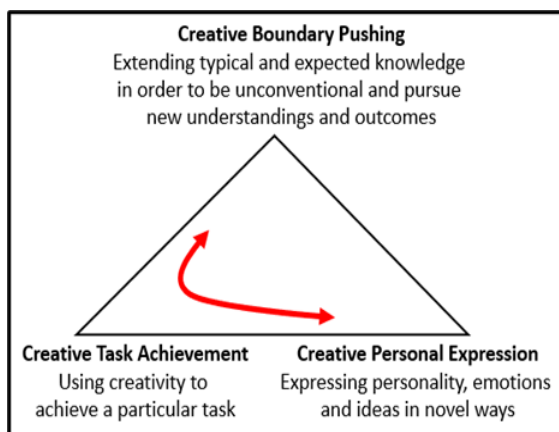 Creative Boundary Pushing
Extending typical and expected knowledge
in order to be unconventional and pursue
new understandings and outcomes
Creative Task Achievement
Using creativity to
achieve a particular task
Creative Personal Expression
Expressing personality, emotions
and ideas in novel ways